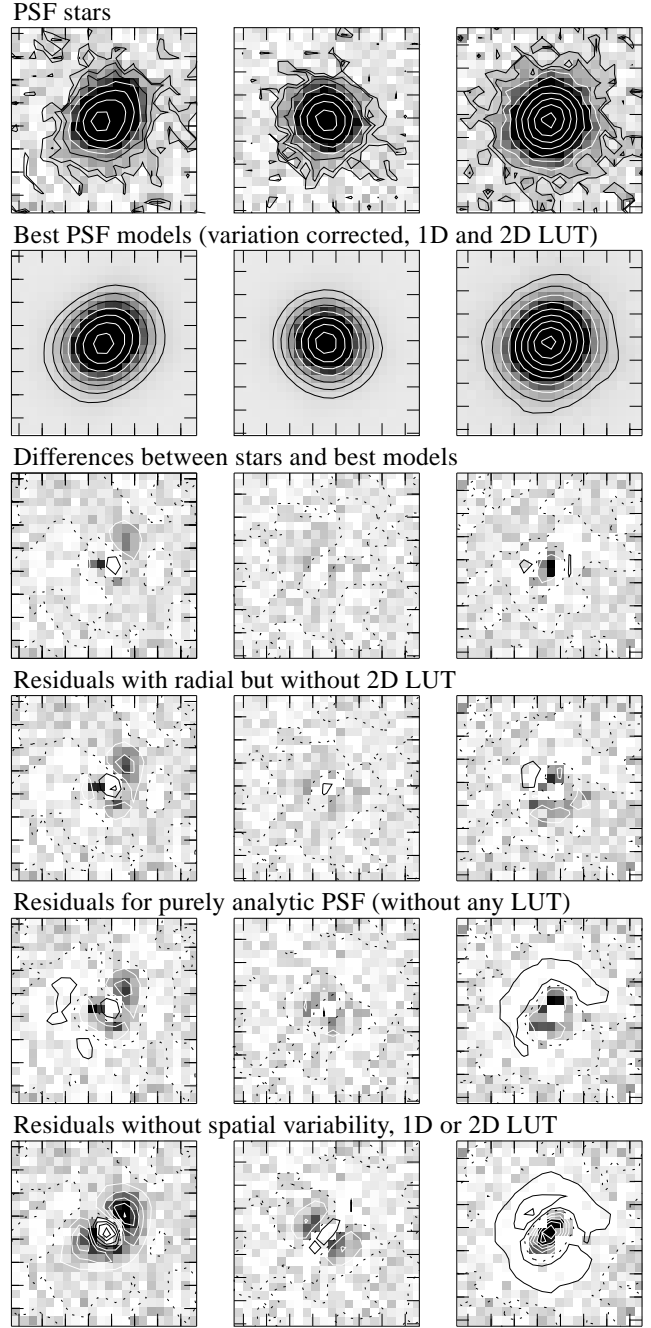 PSF stars
Best PSF models (variation corrected, 1D and 2D LUT)
Differences between stars and best models
Residuals with radial but without 2D LUT
Residuals for purely analytic PSF (without any LUT)
Residuals without spatial variability, 1D or 2D LUT